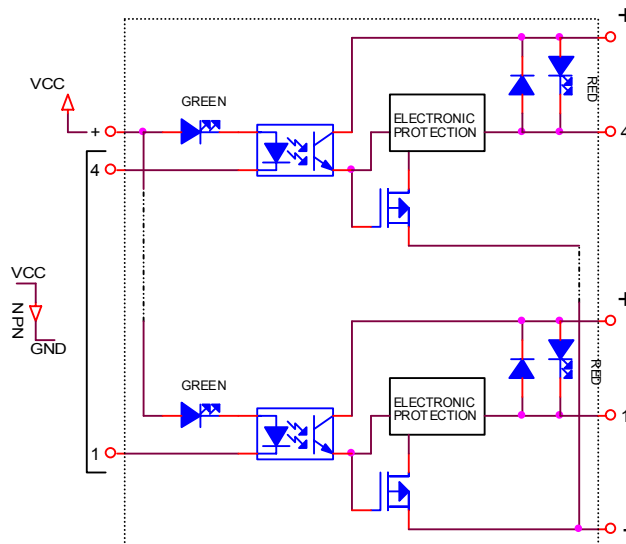 +
VCC
GREEN
RED
ELECTRONIC
PROTECTION
+
4
4
VCC
NPN
GND
+
GREEN
RED
ELECTRONIC
PROTECTION
1
1
-